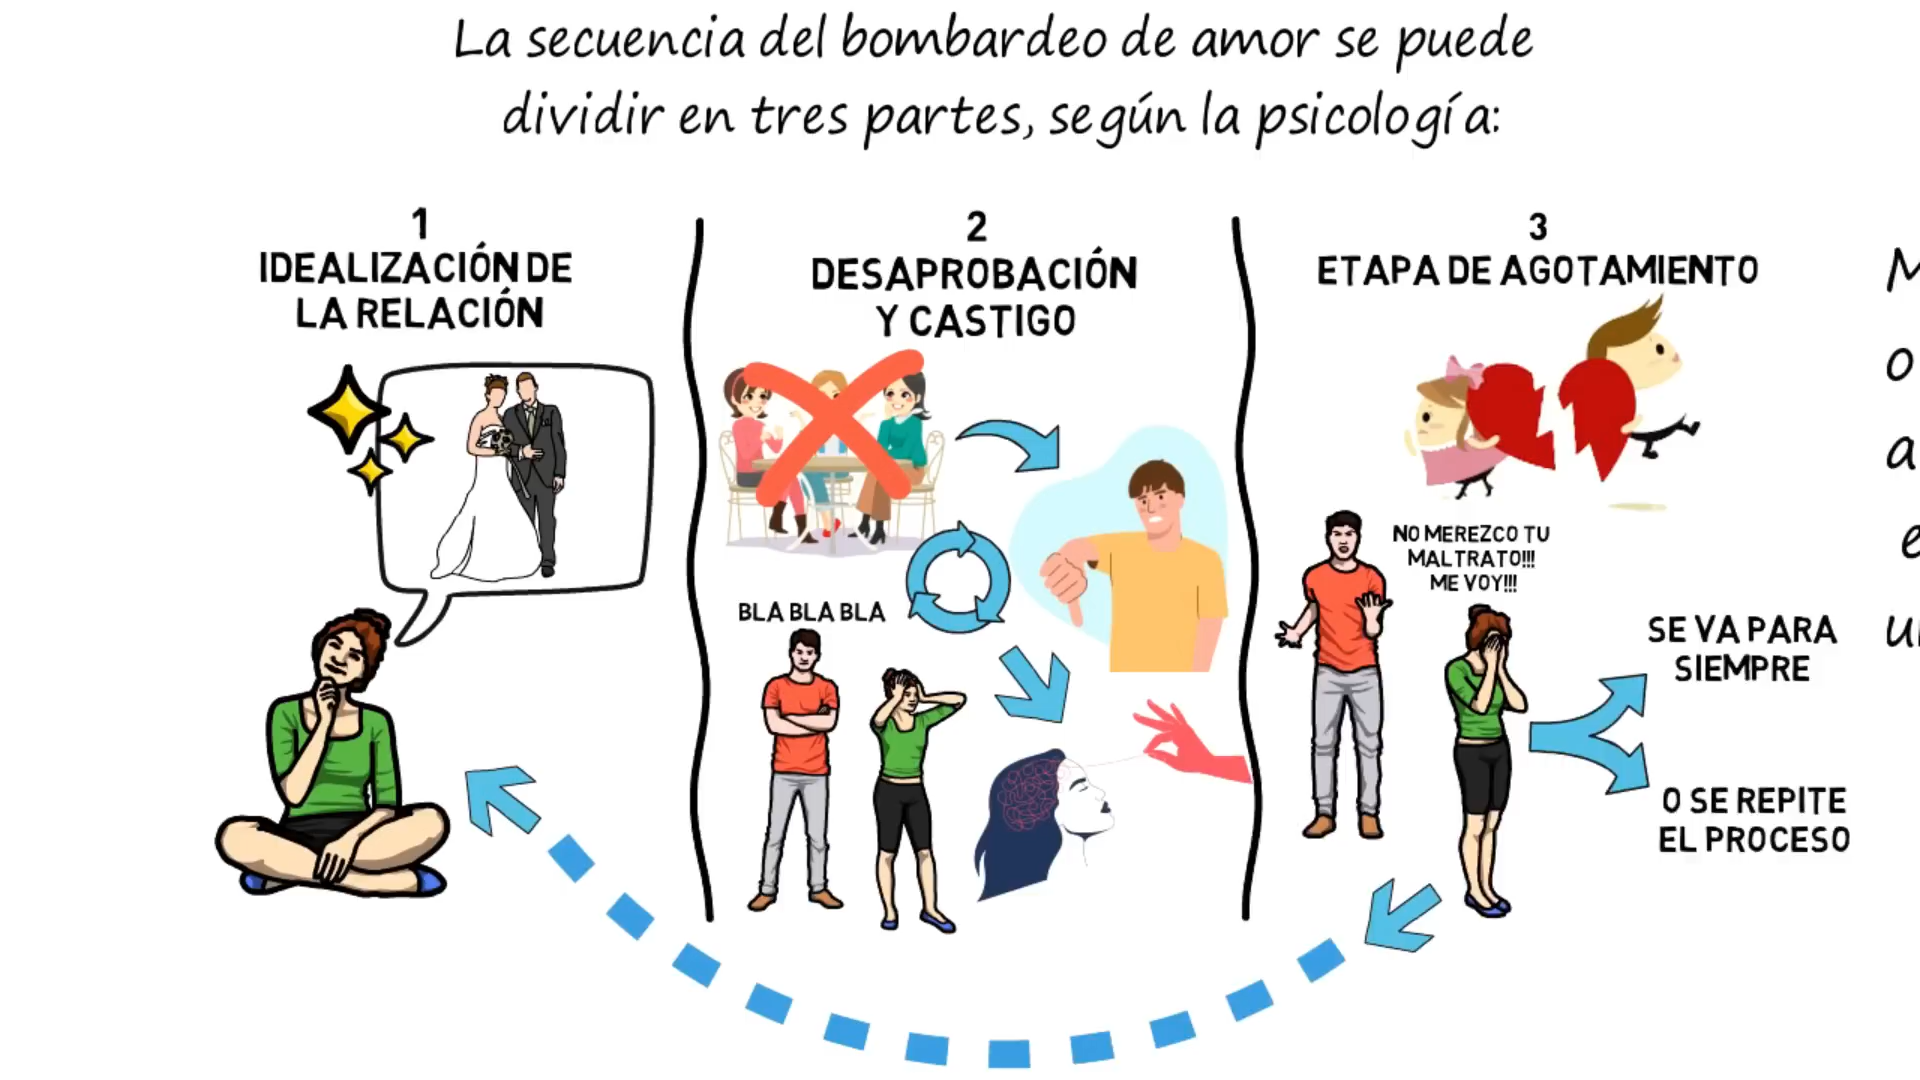 La secuencia del bombardeo de amor se puede
dividir en tres partes, según la psicología:
1
IDEALIZACIÓN DE
LA RELACIÓN
2
DESAPROBACIÓN
Y CASTIGO
BLA BLA BLA
3
ETAPA DE AGOTAMIENTO
NO MEREZCO TU
MALTRATO!!!
ME VOY!!!
SE VA PARA
SIEMPRE
O SE REPITE
EL PROCESO